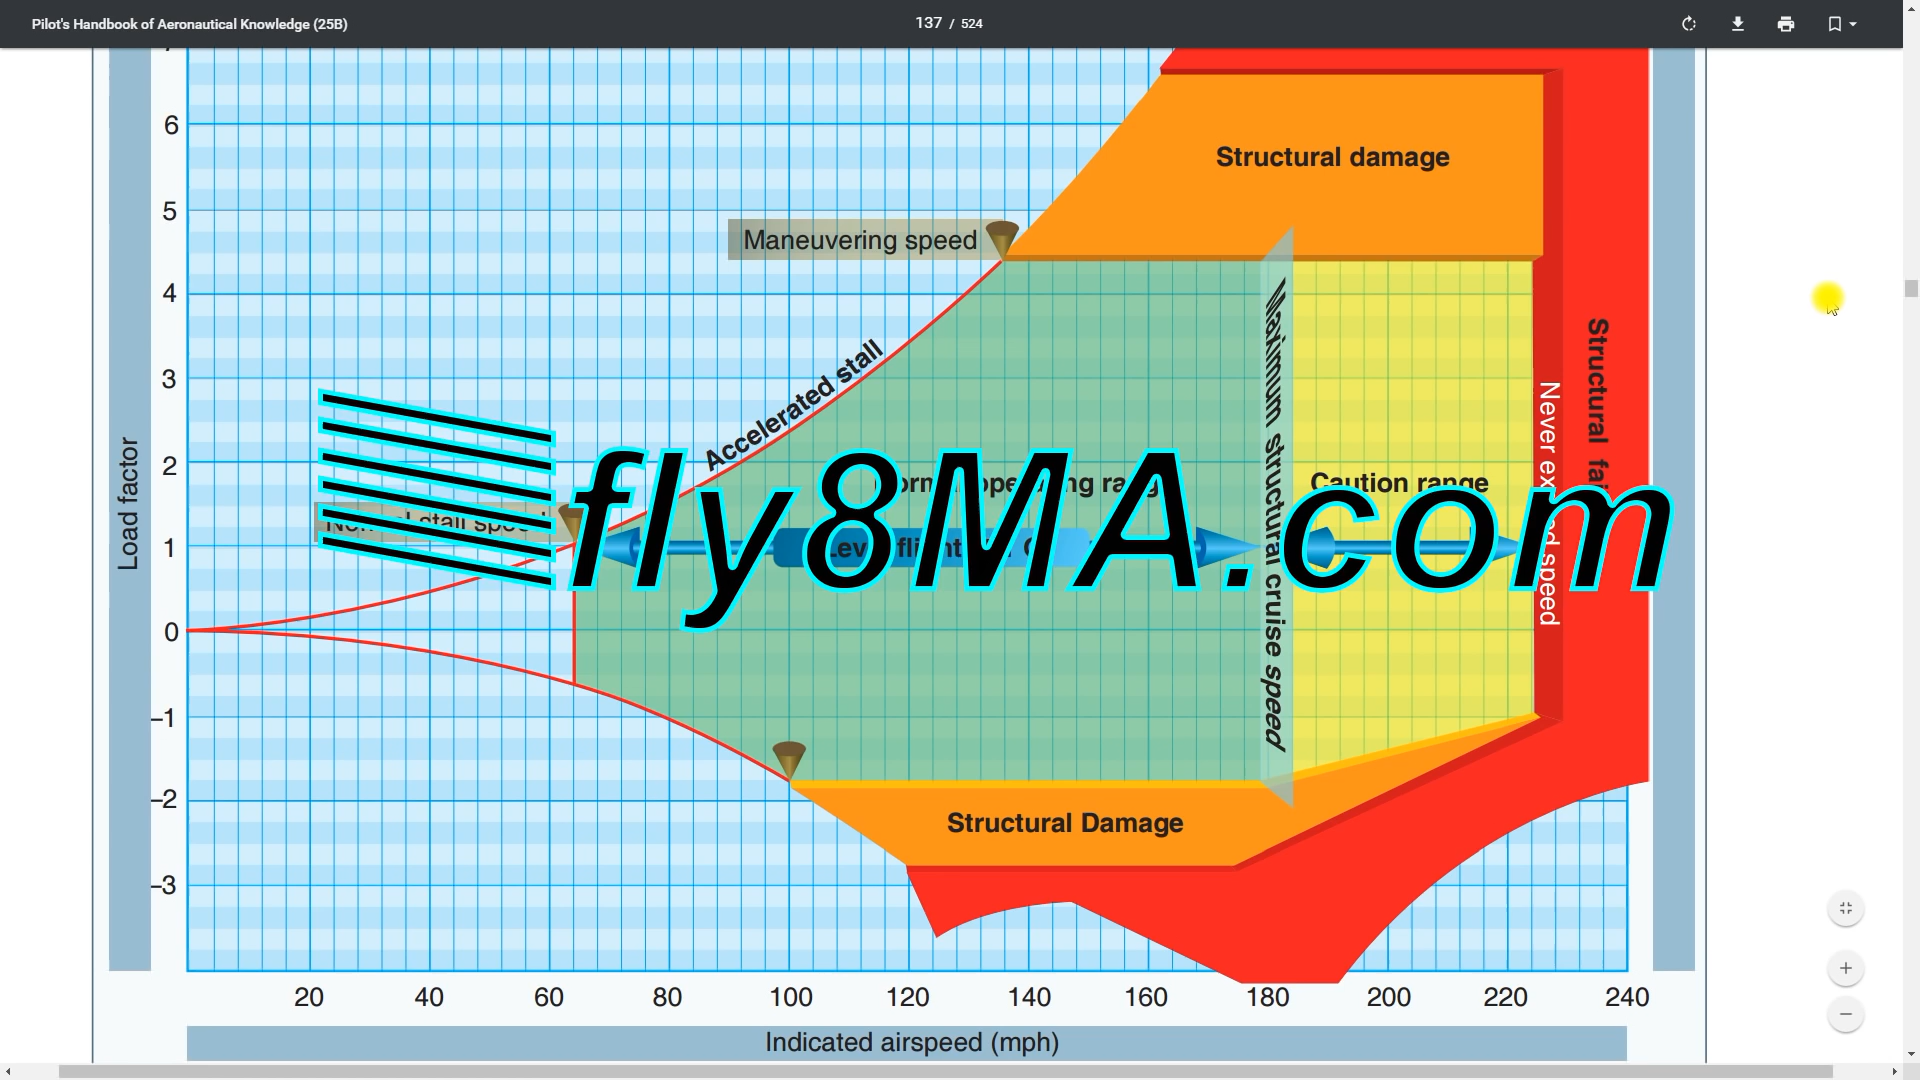 Pilot's Handbook of Aeronautical Knowledge (25B)
137 / 524
6
5
4
3
2
1
0
–1
–2
–3
Load factor
Structural damage
Maneuvering speed
Accelerated stall
Caution range
Maximum structural cruise speed
Never exceed speed
Structural
fly8MA.com
Structural Damage
20 40 60 80 100 120 140 160 180 200 220 240
Indicated airspeed (mph)